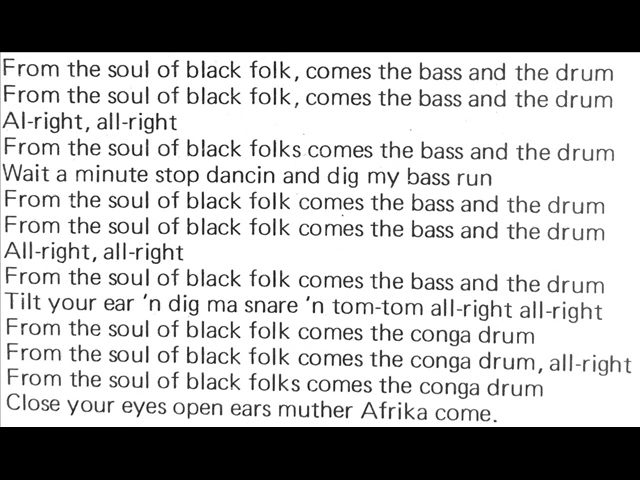 From the soul of black folk, comes the bass and the drum
From the soul of black folk, comes the bass and the drum
Al-right, all-right
From the soul of black folks comes the bass and the drum
Wait a minute stop dancin and dig my bass run
From the soul of black folk comes the bass and the drum
From the soul of black folk comes the bass and the drum
All-right, all-right
From the soul of black folk comes the bass and the drum
Tilt your ear 'n dig ma snare 'n tom-tom all-right all-right
From the soul of black folk comes the conga drum
From the soul of black folk comes the conga drum, all-right
From the soul of black folks comes the conga drum
Close your eyes open ears muther Afrika come.